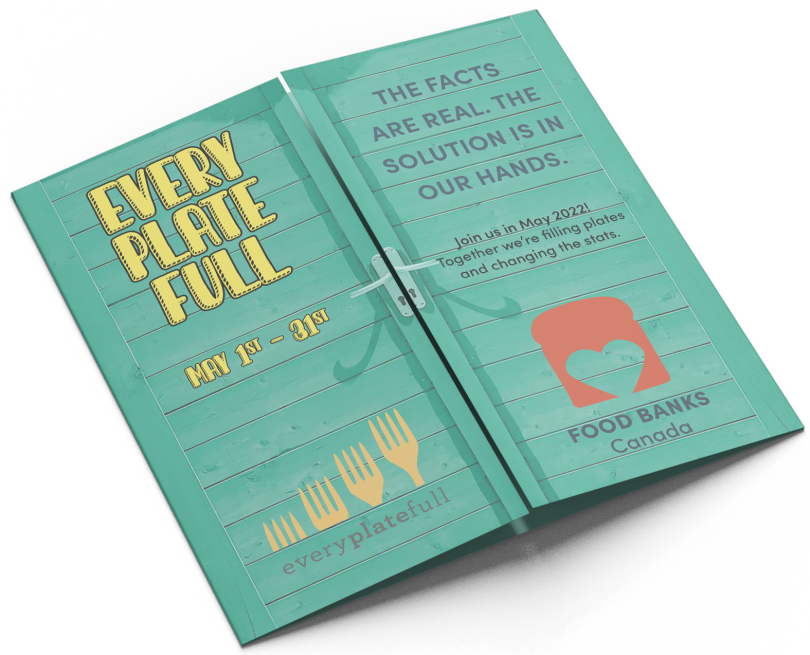 EVERY
PLATE
FULL
MAY 1ST - 31ST
everyplatefull
THE FACTS
ARE REAL. THE
SOLUTION IS IN
OUR HANDS.
Join us in May 2022!
Together we're filling plates
and changing the stats.
FOOD BANKS
Canada